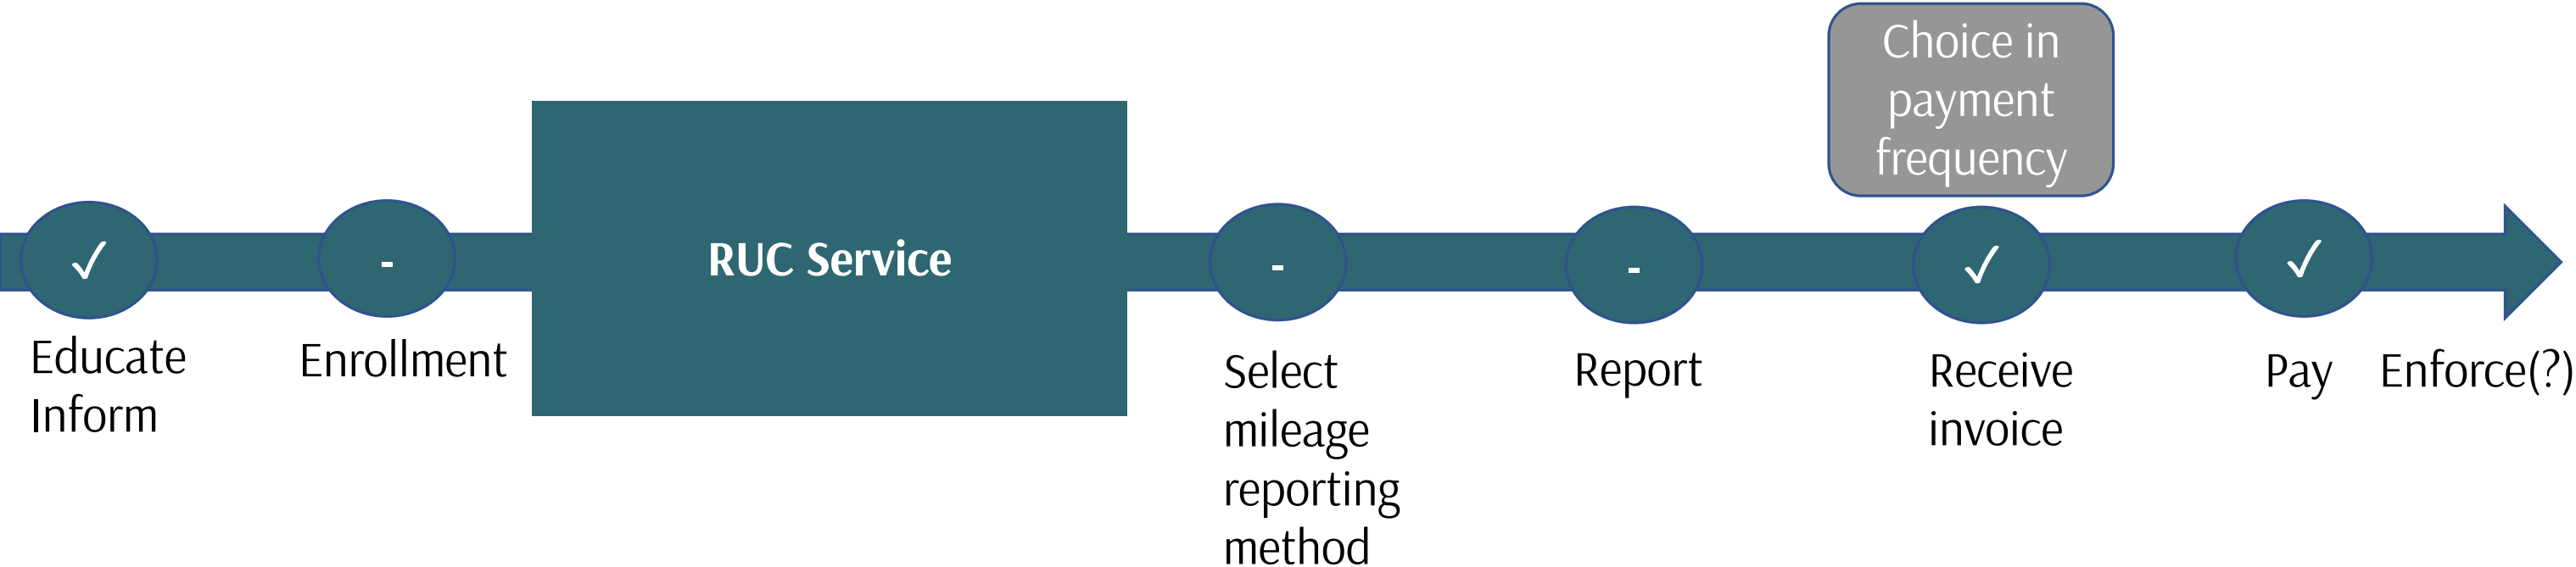 Choice in
payment
frequency
✓
-
RUC Service
-
-
✓
✓
Educate
Inform
Enrollment
Select
mileage
reporting
method
Report
Receive
invoice
Pay
Enforce(?)